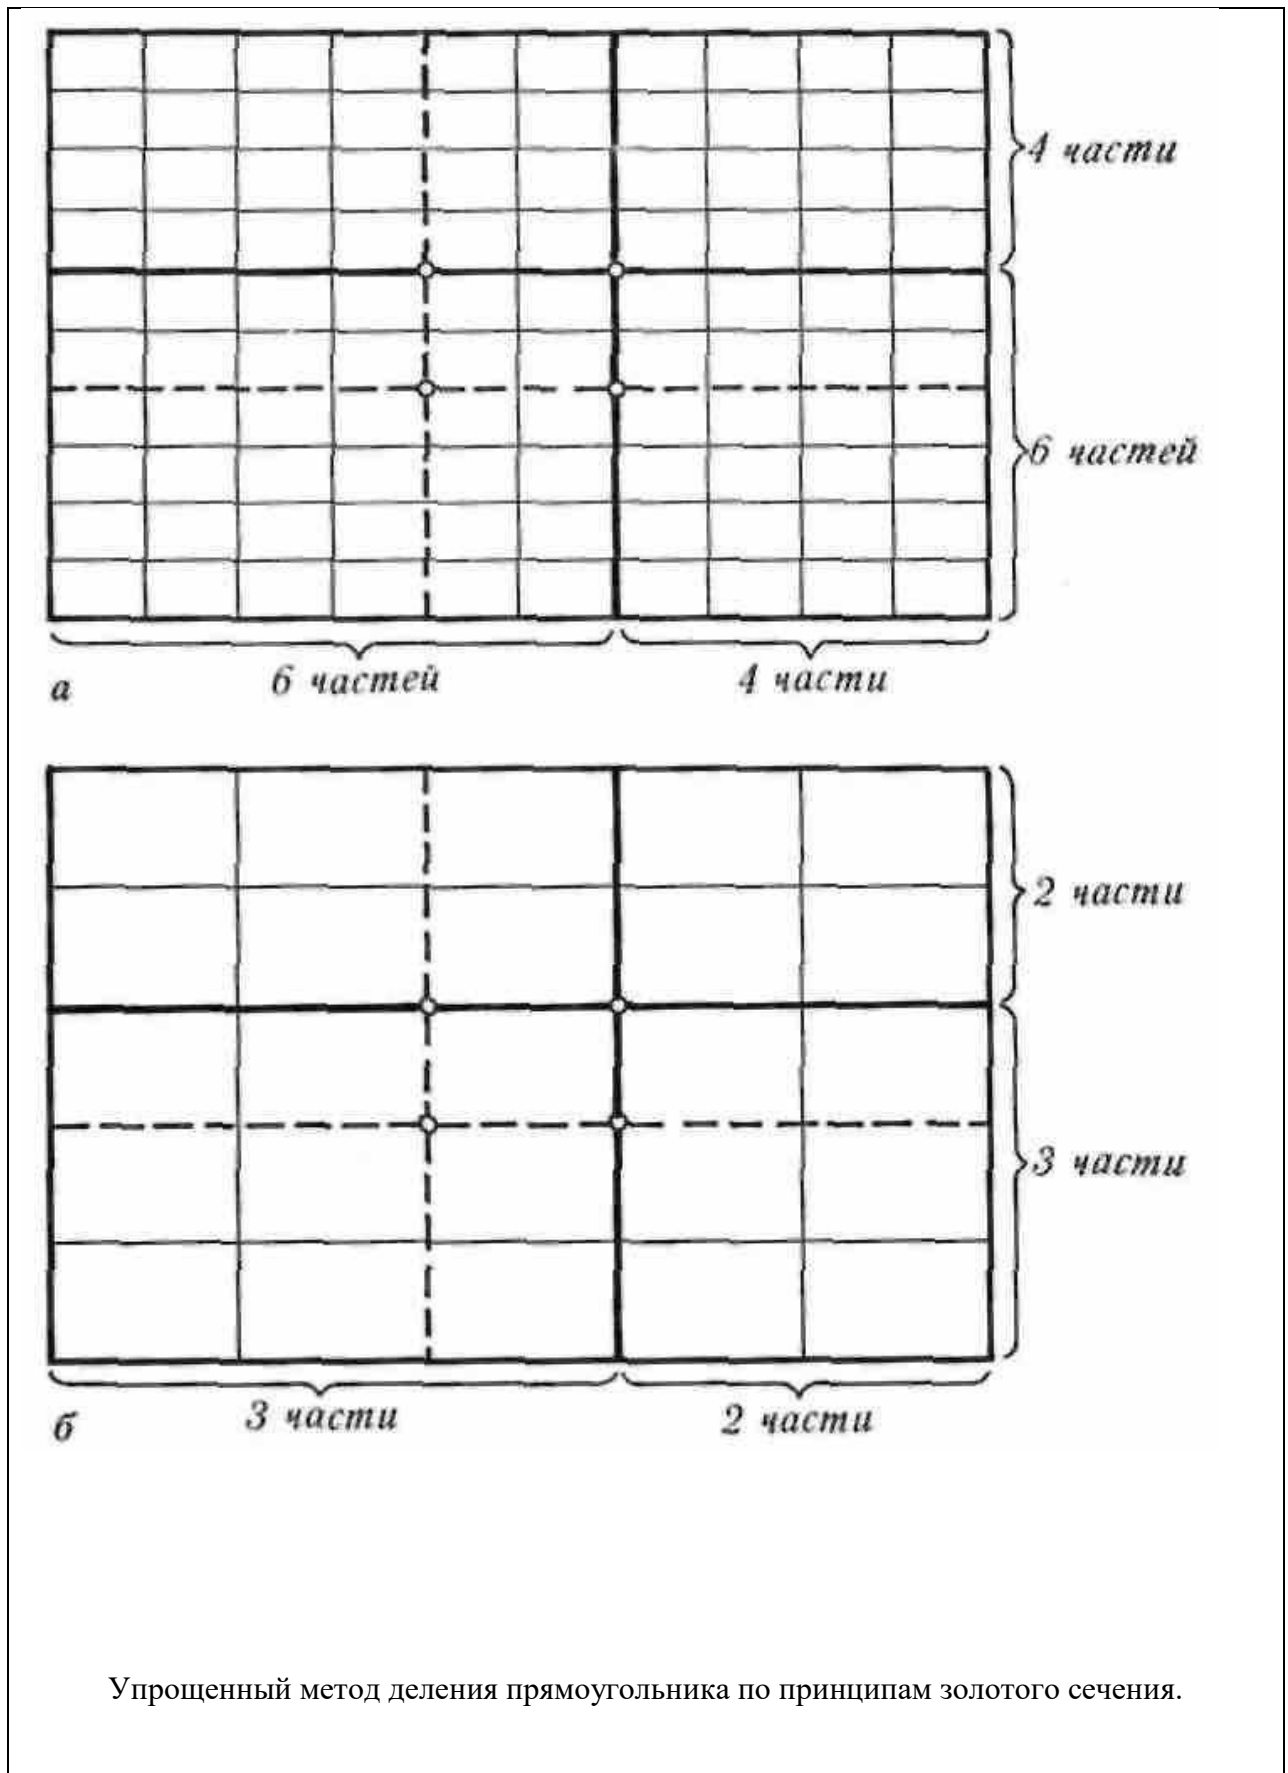 4 части
6 частей
6 частей
4 части
а
2 части
3 части
3 части
2 части
б
Упрощенный метод деления прямоугольника по принципам золотого сечения.